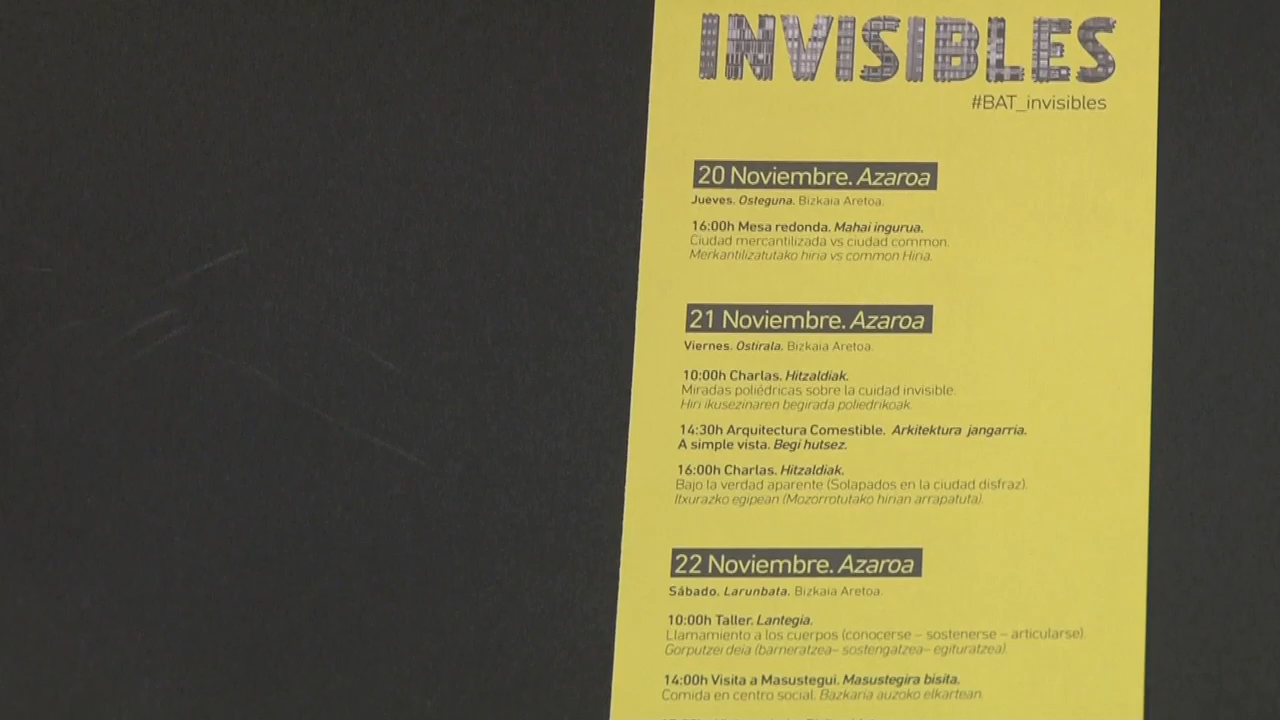 INVISIBLES
#BAT_invisibles
20 Noviembre. Azaroa
Jueves. Osteguna. Bizkaia Aretoa.
16:00h Mesa redonda. Mahai ingurua.
Ciudad mercantilizada vs ciudad common.
Merkantilizatutako hiria vs common Hiria.
21 Noviembre. Azaroa
Viernes. Ostirala. Bizkaia Aretoa.
10:00h Charlas. Hitzaldiak.
Miradas poliédricas sobre la cuidad invisible.
Hiri ikusezinaren begirada poliedrikoak.
14:30h Arquitectura Comestible. Arkitektura jangarria.
A simple vista. Begi hutsez.
16:00h Charlas. Hitzaldiak.
Bajo la verdad aparente (Solapados en la ciudad disfraz).
Itxurazko egipean (Mozorrotutako hirian arrapatuta).
22 Noviembre. Azaroa
Sábado. Larunbata. Bizkaia Aretoa.
10:00h Taller. Lantegia.
Llamamiento a los cuerpos (conocerse – sostenerse – articularse).
Gorputzei deia (barneratzea– sostengatzea– egituratzea).
14:00h Visita a Masustegui. Masustegira bisita.
Comida en centro social. Bazkaria auzoko elkartean.